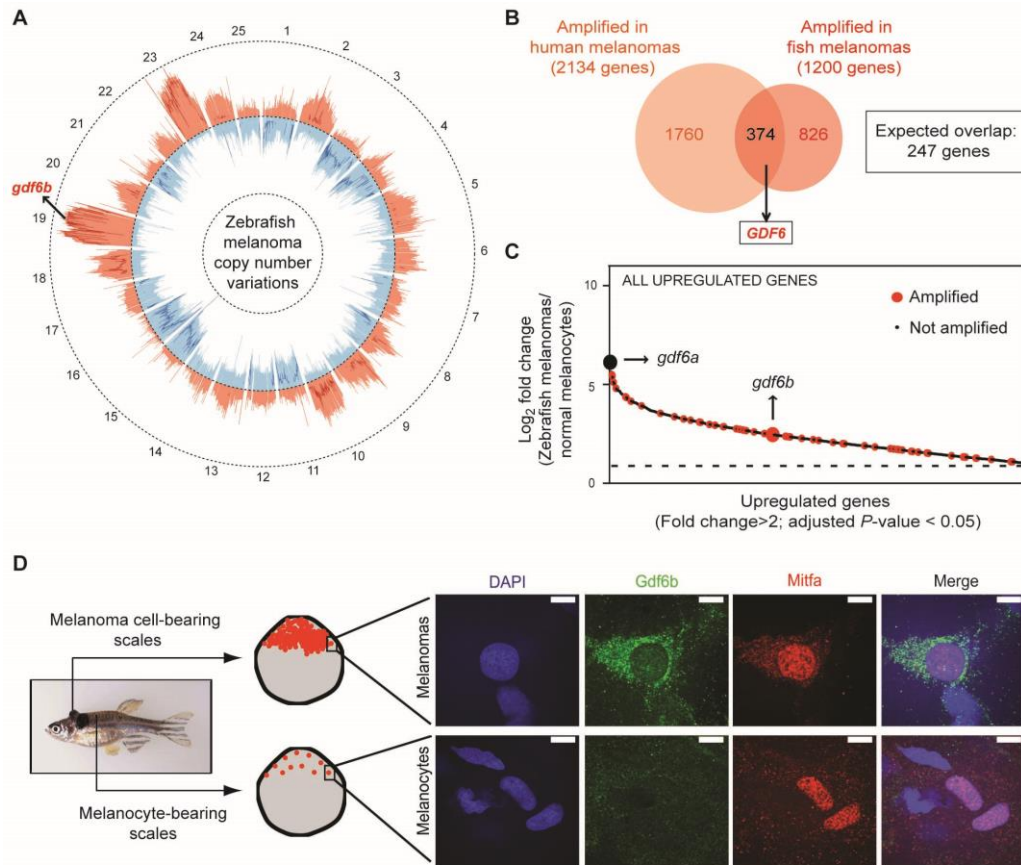 A
25
1
2
3
4
5
6
7
8
9
10
11
12
13
14
15
16
17
18
19
20
21
22
23
24
gdf6b
Zebrafish
melanoma
copy number
variations
B
Amplified in
human melanomas
(2134 genes)
Amplified in
fish melanomas
(1200 genes)
1760
374
826
Expected overlap:
247 genes
GDF6
C
ALL UPREGULATED GENES
Amplified
Not amplified
gdf6a
gdf6b
10
5
0
Log2 fold change
(Zebrafish melanomas/
normal melanocytes)
Upregulated genes
(Fold change>2; adjusted P-value < 0.05)
D
Melanoma cell-bearing
scales
Melanocyte-bearing
scales
DAPI
Gdf6b
Mitfa
Merge
Melanomas
Melanocytes